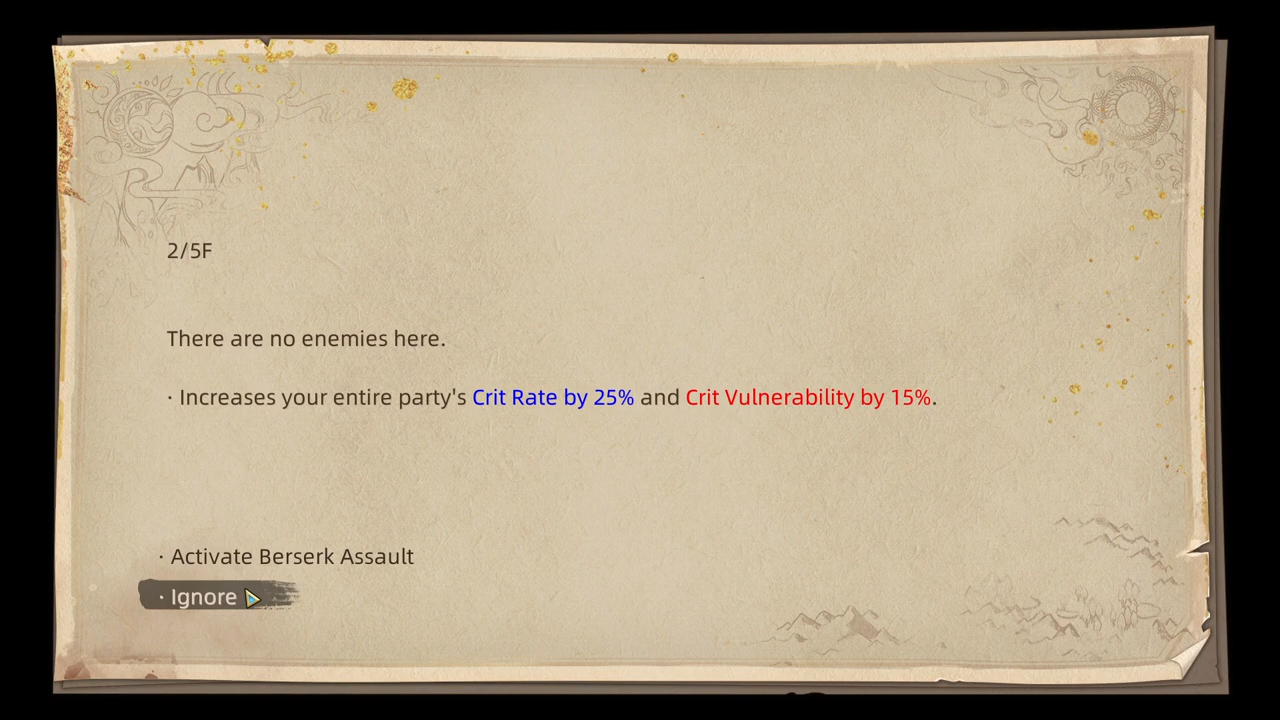 2/5F
There are no enemies here.
· Increases your entire party's Crit Rate by 25% and Crit Vulnerability by 15%.
· Activate Berserk Assault
· Ignore